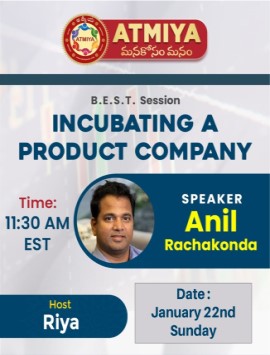 ATMIYA
మనకోసం మనం
B.E.S.T. Session
INCUBATING A
PRODUCT COMPANY
Time:
11:30 AM
EST
SPEAKER
Anil
Rachakonda
Host
Riya
Date:
January 22nd
Sunday